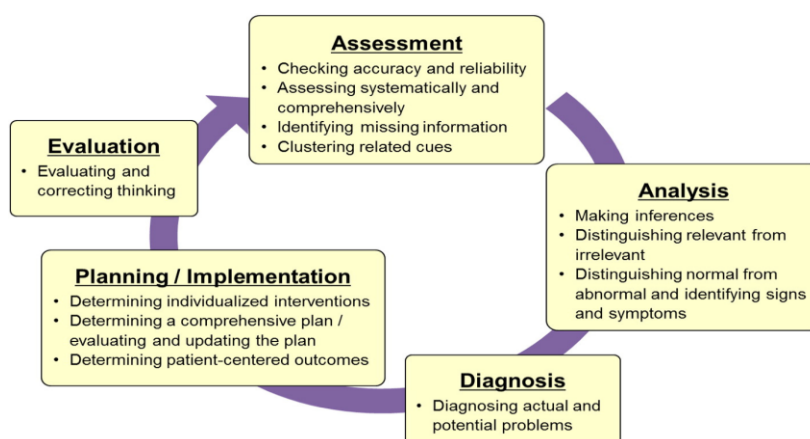 Assessment
• Checking accuracy and reliability
• Assessing systematically and
comprehensively
• Identifying missing information
• Clustering related cues
Analysis
• Making inferences
• Distinguishing relevant from
irrelevant
• Distinguishing normal from
abnormal and identifying signs
and symptoms
Diagnosis
• Diagnosing actual and
potential problems
Planning / Implementation
• Determining individualized interventions
• Determining a comprehensive plan /
evaluating and updating the plan
• Determining patient-centered outcomes
Evaluation
• Evaluating and
correcting thinking